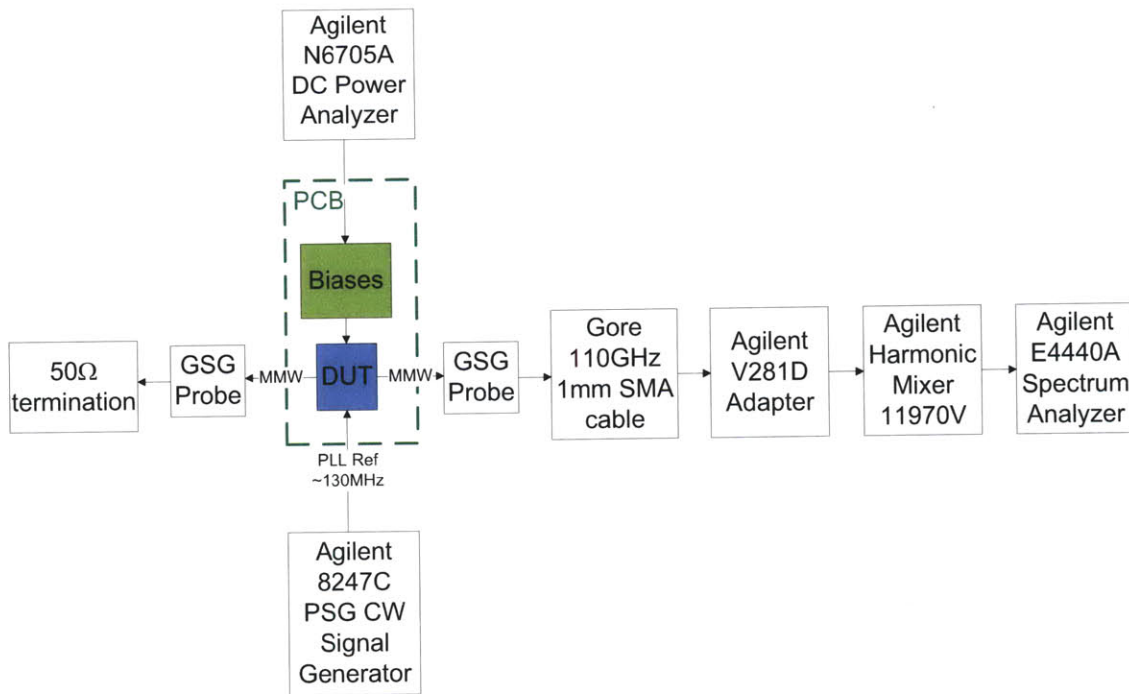 Agilent
N6705A
DC Power
Analyzer
PCB
Biases
50Ω
termination
GSG
Probe
MMW
DUT
MMW
GSG
Probe
Gore
110GHz
1mm SMA
cable
Agilent
V281D
Adapter
Agilent
Harmonic
Mixer
11970V
Agilent
E4440A
Spectrum
Analyzer
PLL Ref
~130MHz
Agilent
8247C
PSG CW
Signal
Generator